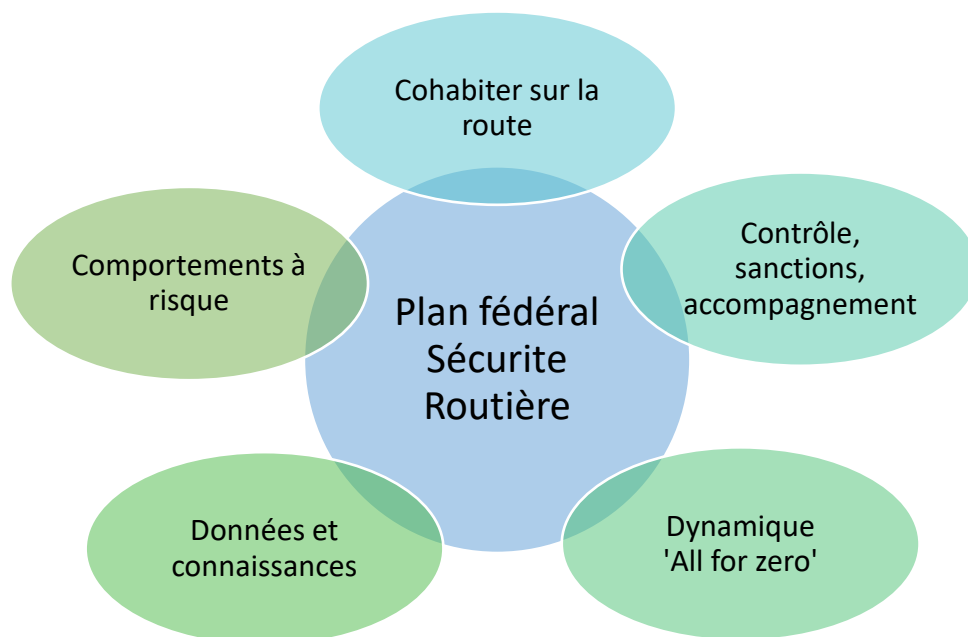 Cohabiter sur la
route
Contrôle,
sanctions,
accompagnement
Comportements à
risque
Plan fédéral
Sécurite
Routière
Données et
connaissances
Dynamique
'All for zero'